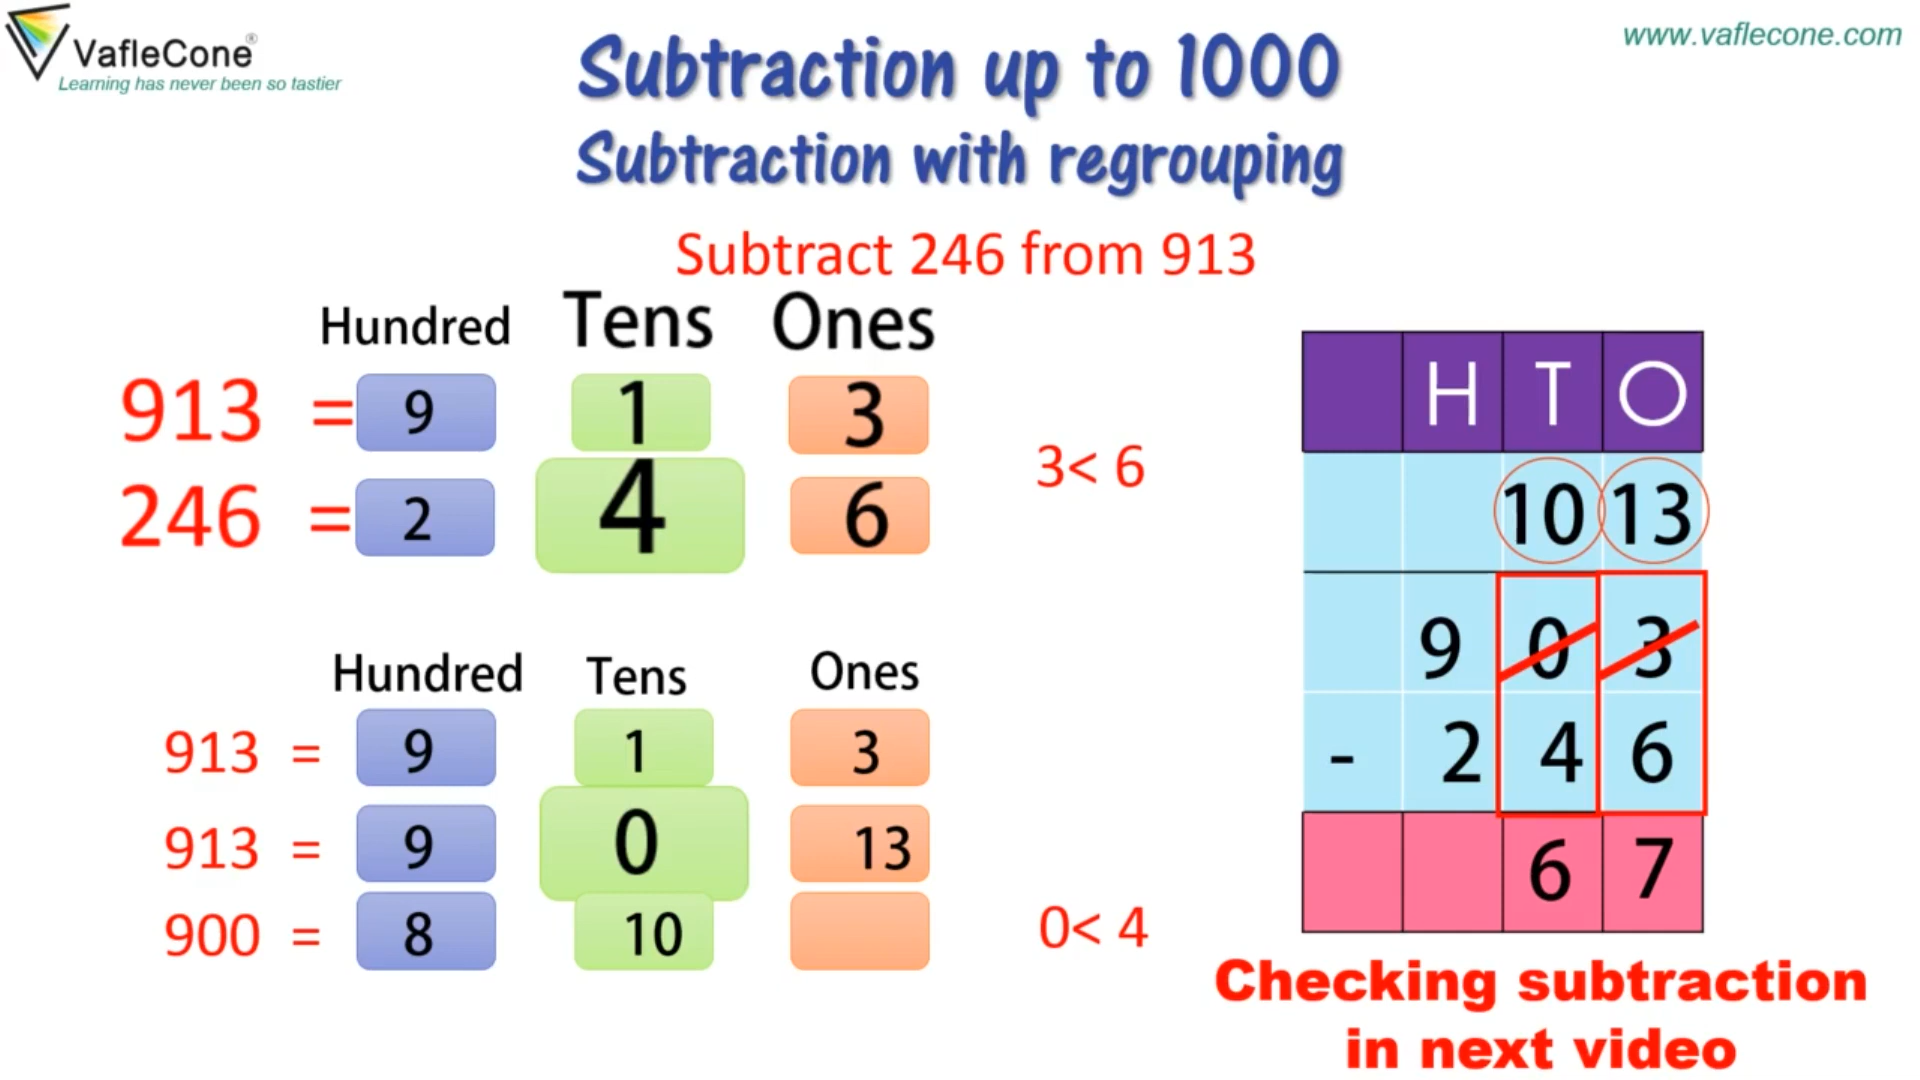 VafleCone®
Learning has never been so tastier
www.vaflecone.com
Subtraction up to 1000
Subtraction with regrouping
Subtract 246 from 913
Hundred Tens Ones
913 = 9 1 3
246 = 2 4 6
3< 6
Hundred Tens Ones
913 = 9 1 3
913 = 9 0 13
900 = 8 10
0< 4
H T O
10 13
9 0 3
- 2 4 6
6 7
Checking subtraction
in next video